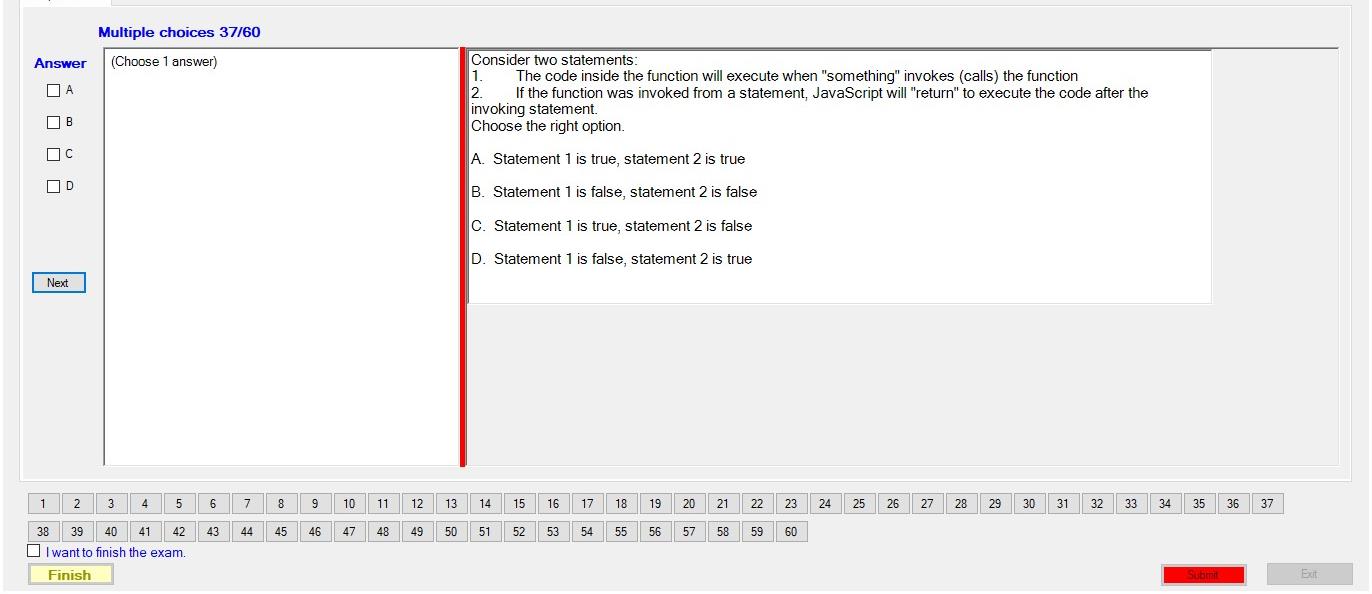 Multiple choices 37/60
Answer
A
B
C
D
Next
(Choose 1 answer)
Consider two statements:
1. The code inside the function will execute when "something" invokes (calls) the function
2. If the function was invoked from a statement, JavaScript will "return" to execute the code after the
invoking statement.
Choose the right option.
A. Statement 1 is true, statement 2 is true
B. Statement 1 is false, statement 2 is false
C. Statement 1 is true, statement 2 is false
D. Statement 1 is false, statement 2 is true
1 2 3 4 5 6 7 8 9 10 11 12 13 14 15 16 17 18 19 20 21 22 23 24 25 26 27 28 29 30 31 32 33 34 35 36 37
38 39 40 41 42 43 44 45 46 47 48 49 50 51 52 53 54 55 56 57 58 59 60
I want to finish the exam.
Finish
Submit
Exit